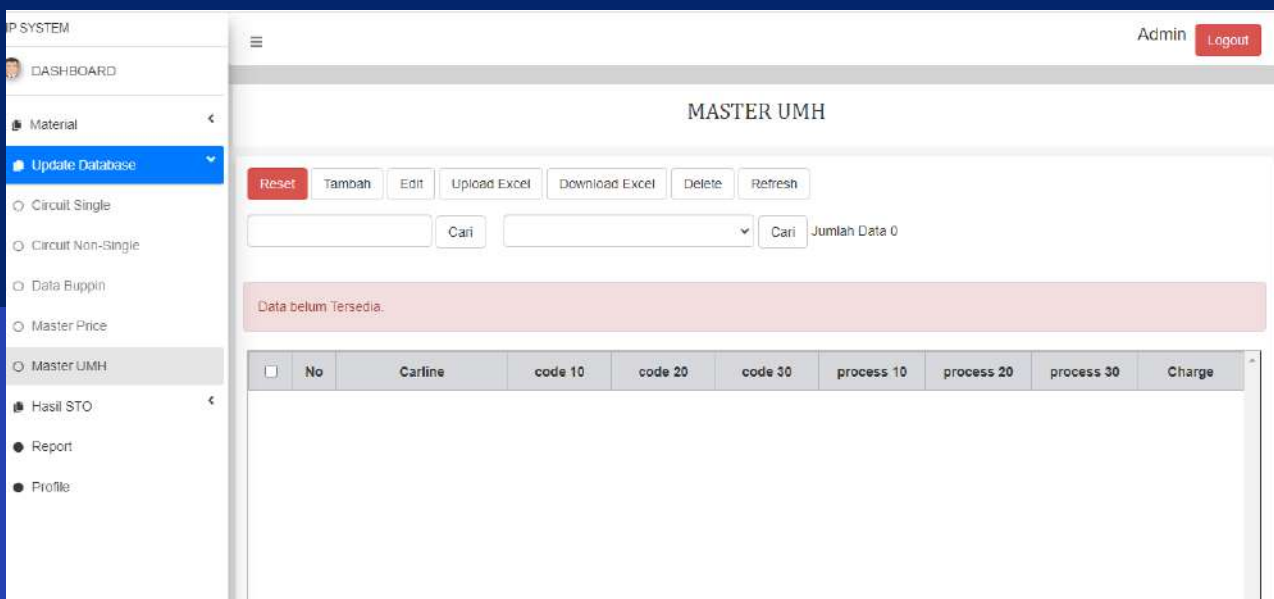 IP SYSTEM
Admin Logout
DASHBOARD
MASTER UMH
Material
Update Database
Reset Tambah Edit Upload Excel Download Excel Delete Refresh
Circuit Single
Cari Cari Jumlah Data 0
Circuit Non-Single
Data Buppin
Data belum Tersedia.
Master Price
Master UMH
No Carline code 10 code 20 code 30 process 10 process 20 process 30 Charge
Hasil STO
Report
Profile